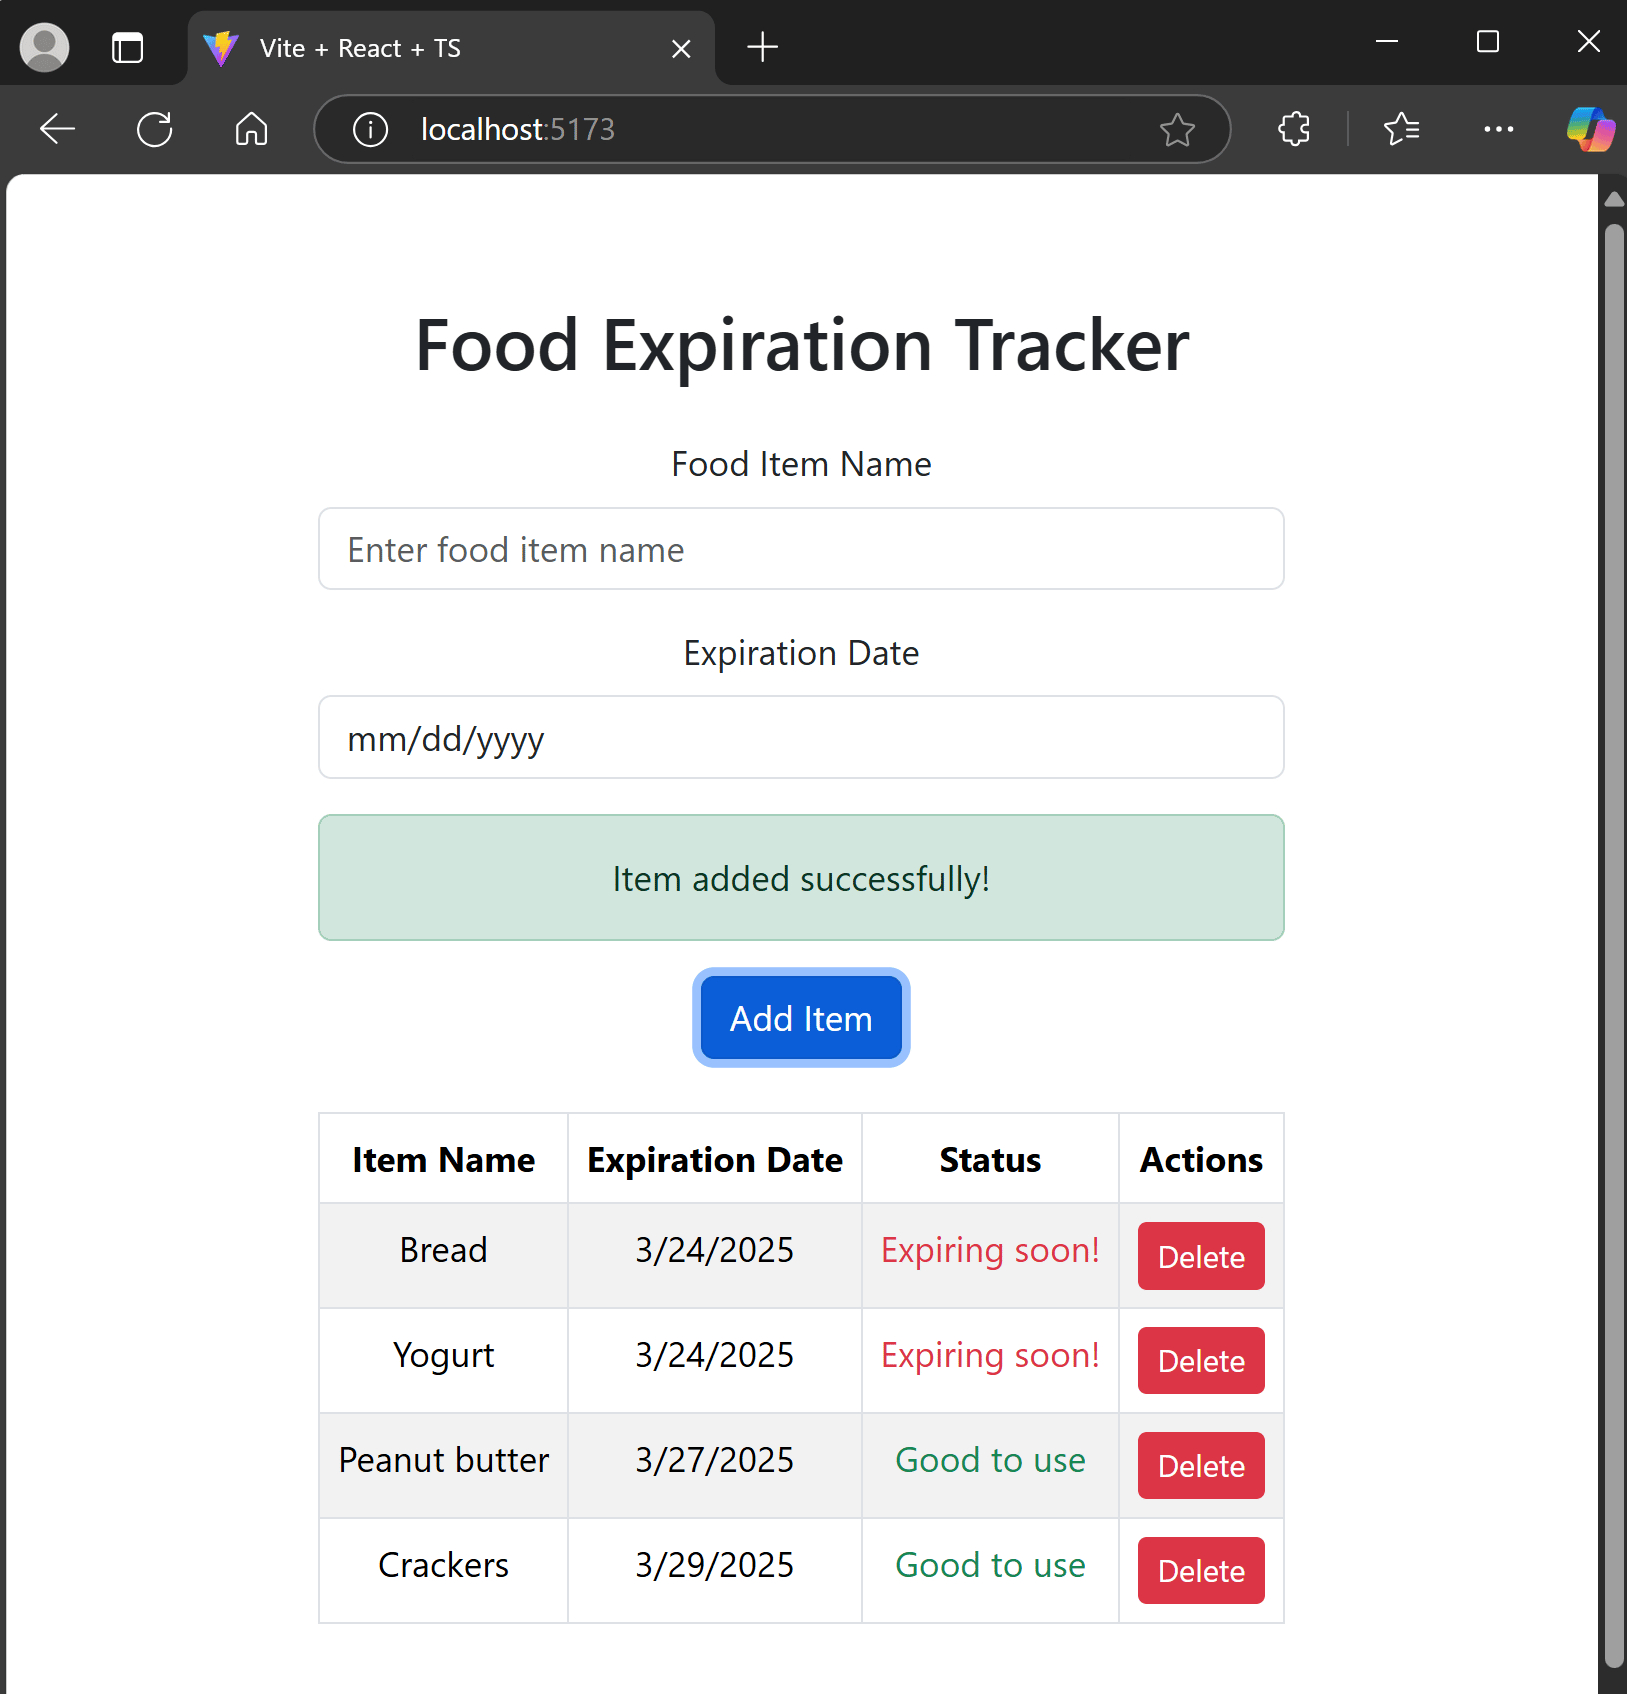 Vite + React + TS
localhost:5173
Food Expiration Tracker
Food Item Name
Enter food item name
Expiration Date
mm/dd/yyyy
Item added successfully!
Add Item
Item Name Expiration Date Status Actions
Bread 3/24/2025 Expiring soon! Delete
Yogurt 3/24/2025 Expiring soon! Delete
Peanut butter 3/27/2025 Good to use Delete
Crackers 3/29/2025 Good to use Delete